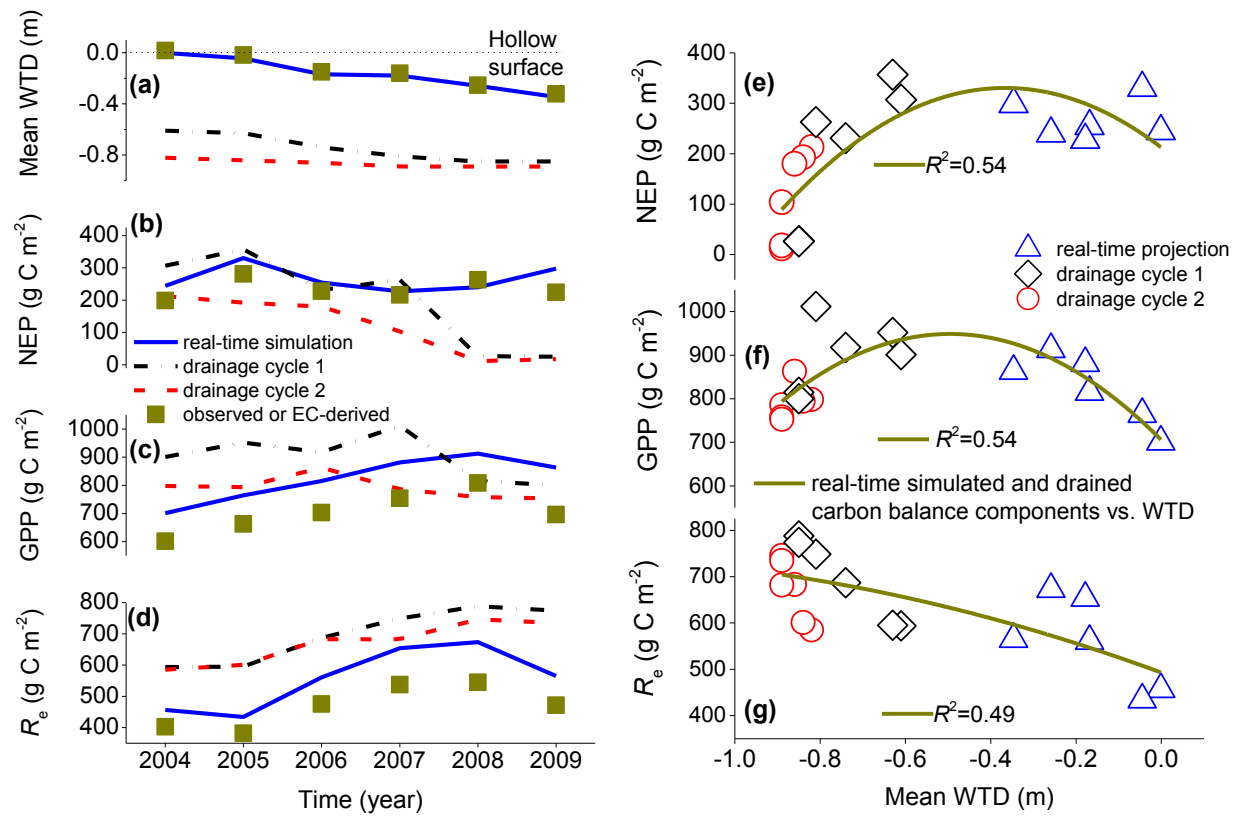 Mean WTD (m)
0.0
-0.4
-0.8
Hollow
surface
(a)
NEP (g C m-2)
400
300
200
100
0
(b)
real-time simulation
drainage cycle 1
drainage cycle 2
observed or EC-derived
GPP (g C m-2)
1000
900
800
700
600
(c)
Re (g C m-2)
800
700
600
500
400
(d)
2004 2005 2006 2007 2008 2009
Time (year)
NEP (g C m-2)
400
300
200
100
0
(e)
R2=0.54
real-time projection
drainage cycle 1
drainage cycle 2
GPP (g C m-2)
1000
900
800
700
600
(f)
R2=0.54
real-time simulated and drained
carbon balance components vs. WTD
Re (g C m-2)
800
700
600
500
400
(g)
R2=0.49
-1.0 -0.8 -0.6 -0.4 -0.2 0.0
Mean WTD (m)